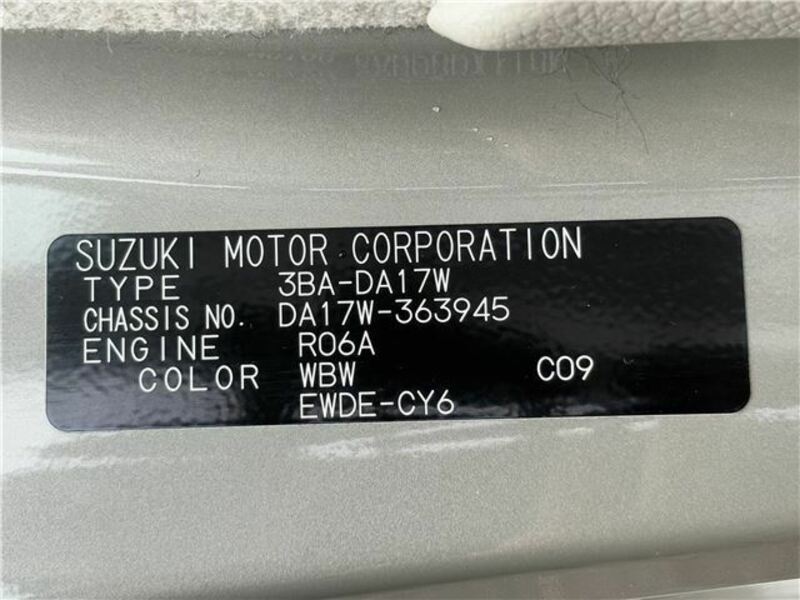 SUZUKI MOTOR CORPORATION
TYPE 3BA-DA17W
CHASSIS NO. DA17W-363945
ENGINE R06A
COLOR WBW C09
EWDE-CY6